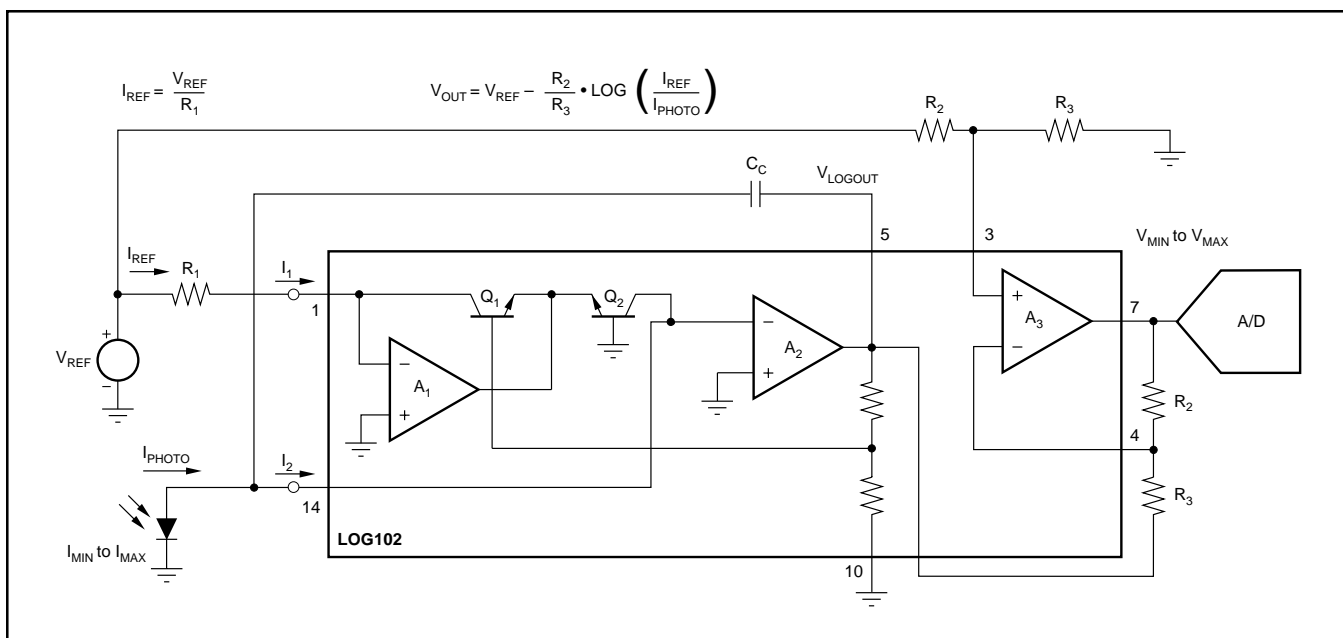 I_REF = V_REF / R_1
V_OUT = V_REF – R_2 / R_3 • LOG ( I_REF / I_PHOTO )
R_2
R_3
C_C
V_LOGOUT
5
3
V_MIN to V_MAX
I_REF
R_1
I_1
1
Q_1
Q_2
–
A_2
+
+
A_3
–
7
A/D
+
V_REF
–
–
A_1
+
R_2
4
I_PHOTO
I_2
14
R_3
I_MIN to I_MAX
LOG102
10